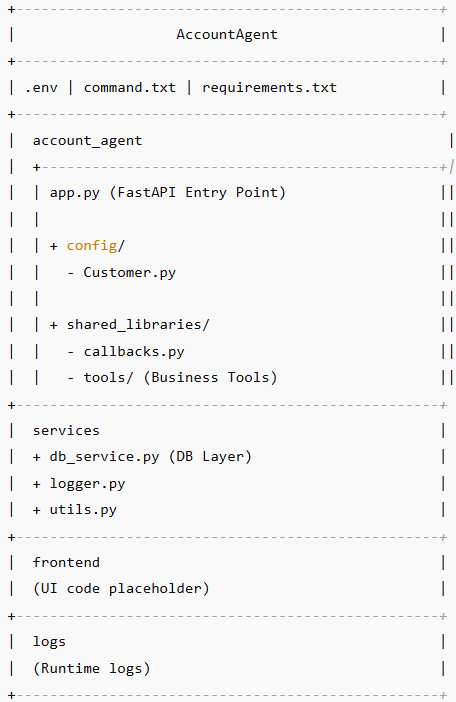 +--------------------------------------------------+
|                   AccountAgent                   |
+--------------------------------------------------+
| .env | command.txt | requirements.txt            |
+--------------------------------------------------+
|  account_agent                                    |
|  +-----------------------------------------------+|
|  | app.py (FastAPI Entry Point)                  ||
|  |                                               ||
|  | + config/                                     ||
|  |   - Customer.py                               ||
|  |                                               ||
|  | + shared_libraries/                           ||
|  |   - callbacks.py                              ||
|  |   - tools/ (Business Tools)                   ||
+--------------------------------------------------+
|  services                                        |
|  + db_service.py (DB Layer)                      |
|  + logger.py                                     |
|  + utils.py                                      |
+--------------------------------------------------+
|  frontend                                        |
|  (UI code placeholder)                           |
+--------------------------------------------------+
|  logs                                            |
|  (Runtime logs)                                  |
+--------------------------------------------------+